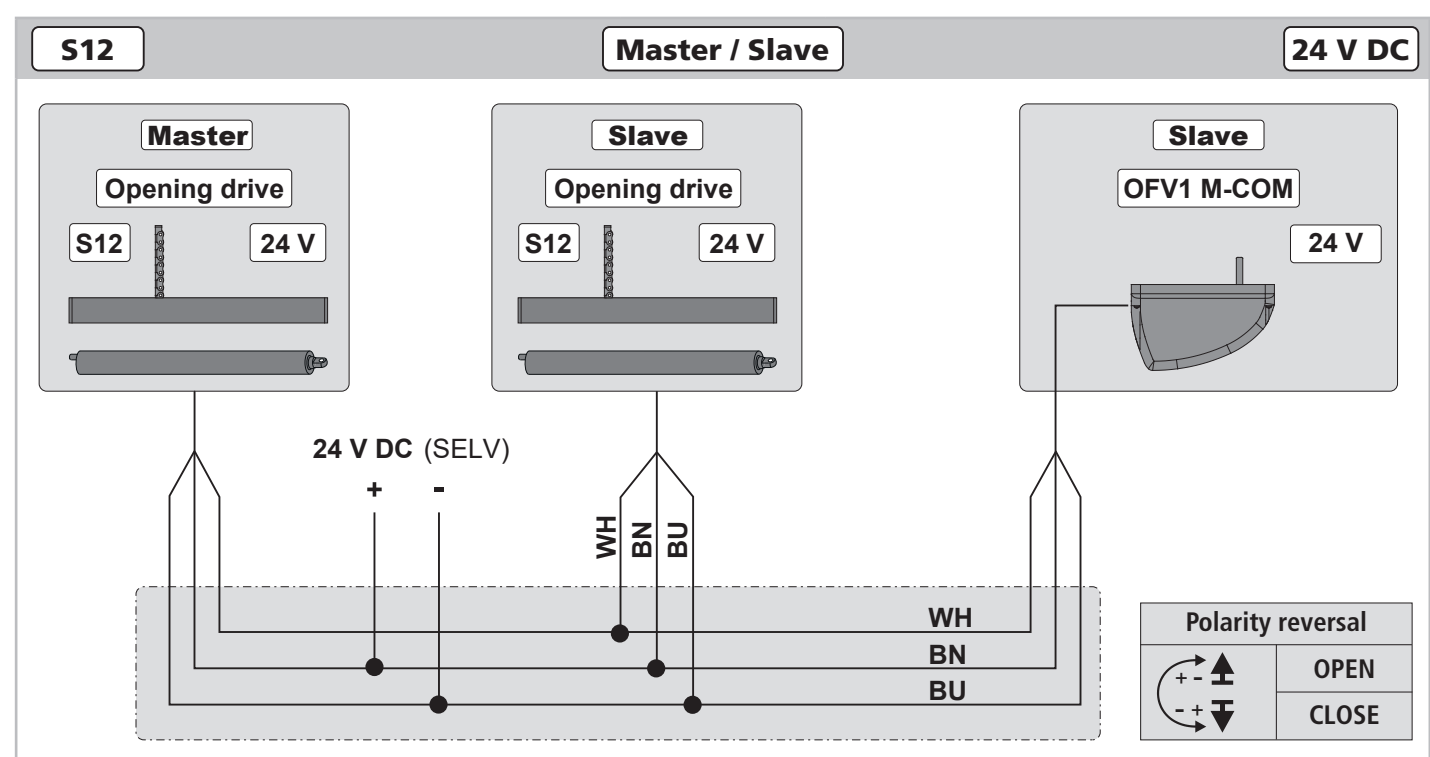 S12 Master / Slave 24 V DC
Master
Opening drive
S12 24 V
Slave
Opening drive
S12 24 V
Slave
OFV1 M-COM
24 V
24 V DC (SELV)
+ -
WH
BN
BU
WH
BN
BU
Polarity reversal
+ - OPEN
- + CLOSE